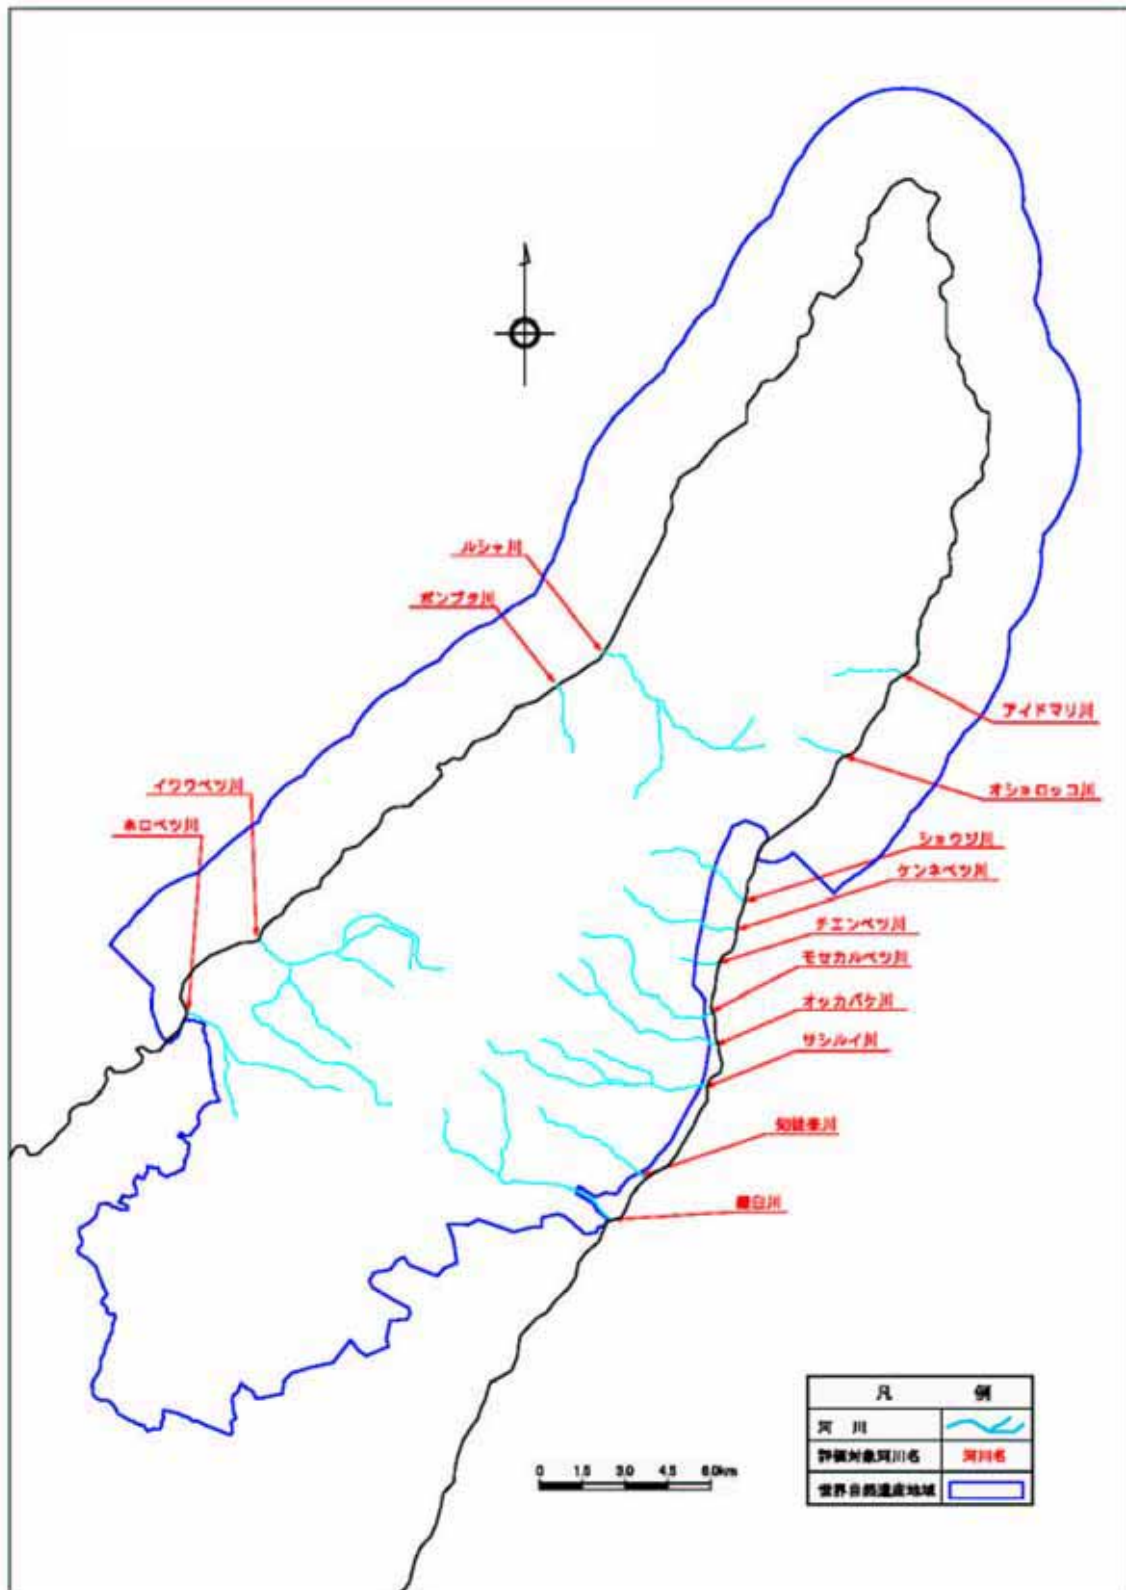 ルシャ川
ポンプタ川
アイドマリ川
イワウベツ川
オショロッコ川
ホロベツ川
ショウジ川
ケンネベツ川
チエンベツ川
モセカルベツ川
オッカバケ川
サシルイ川
知徒来川
羅臼川
凡 例
河 川
評価対象河川名 河川名
世界自然遺産地域
0 1.5 3.0 4.5 6.0km